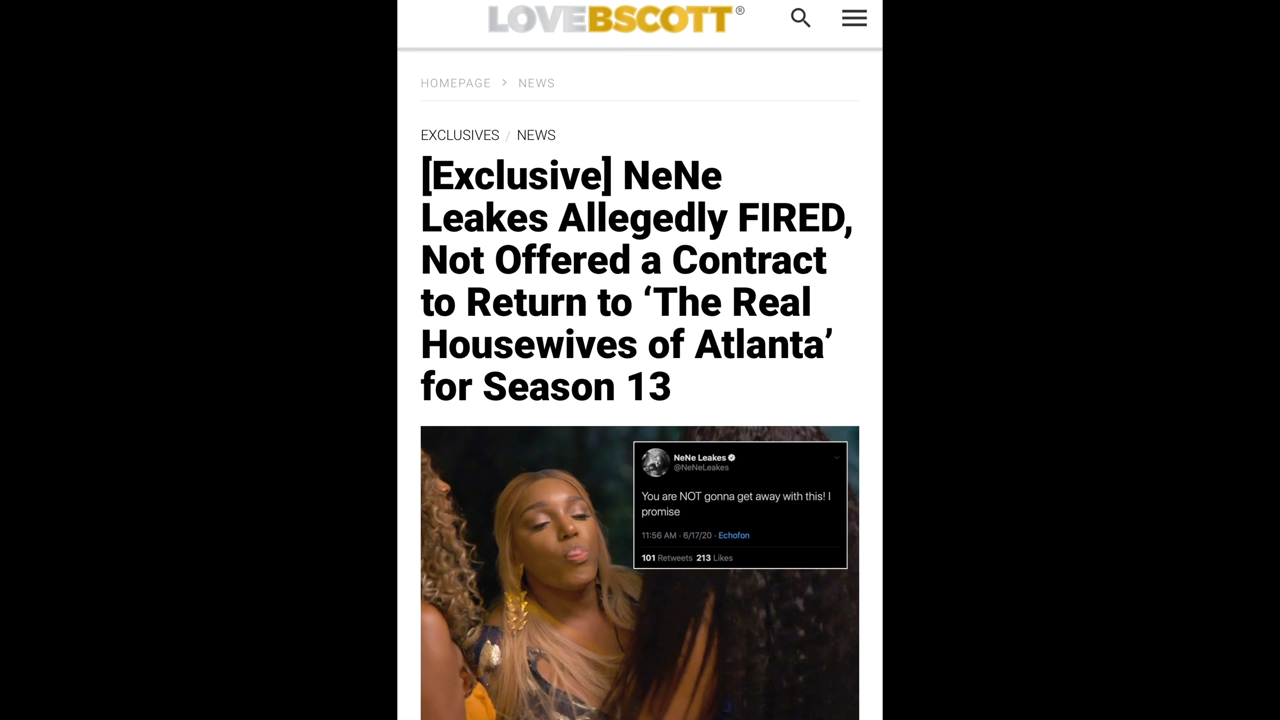 LOVEBSCOTT®
HOMEPAGE > NEWS
EXCLUSIVES / NEWS
[Exclusive] NeNe
Leakes Allegedly FIRED,
Not Offered a Contract
to Return to ‘The Real
Housewives of Atlanta’
for Season 13
NeNe Leakes
@NeNeLeakes
You are NOT gonna get away with this! I
promise
11:56 AM · 6/17/20 · Echofon
101 Retweets 213 Likes